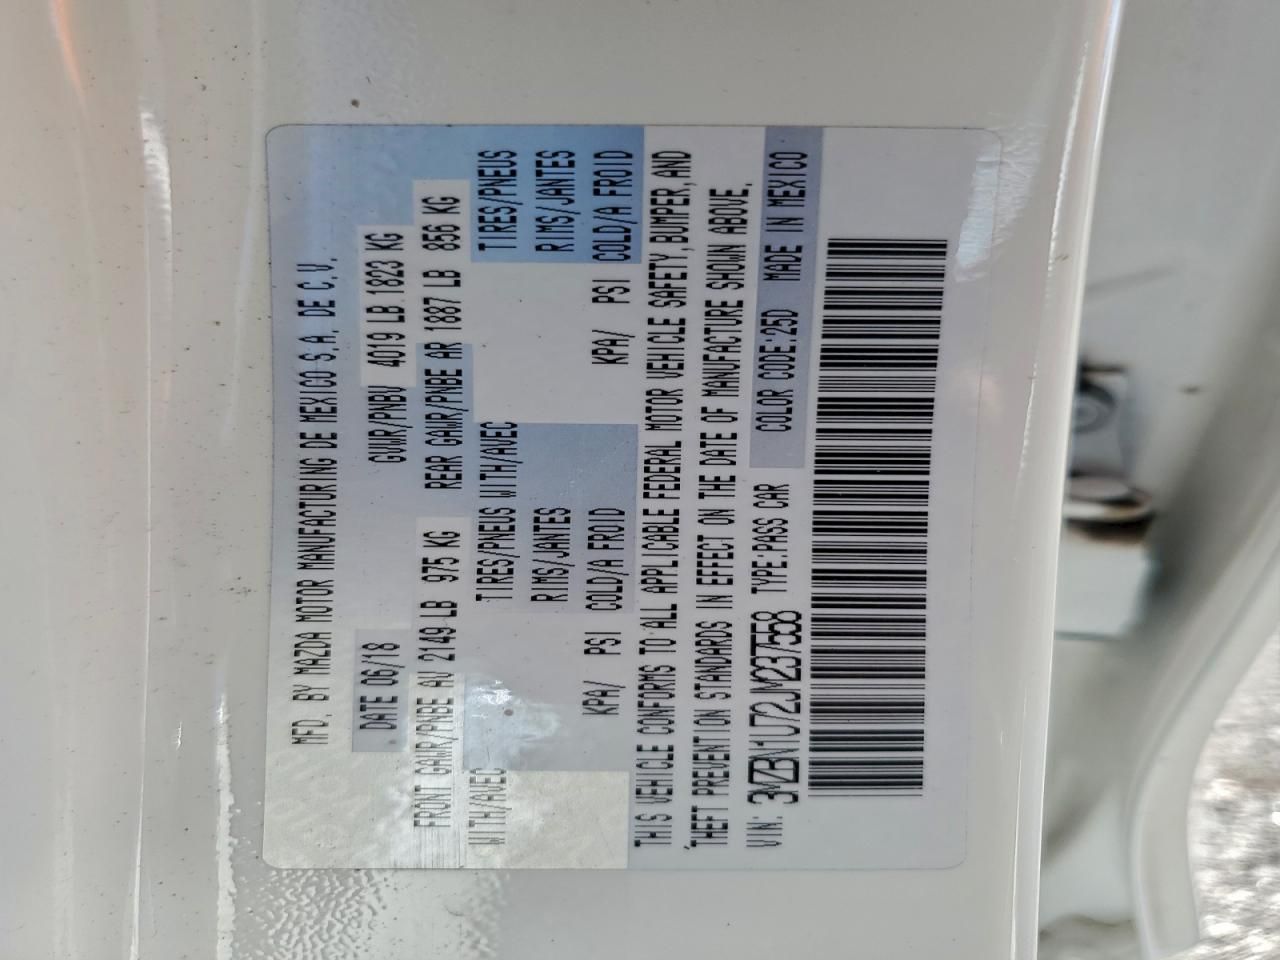 MFD. BY MAZDA MOTOR MANUFACTURING DE MEXICO S.A. DE C.V.
DATE 06/18 GVWR/PNBV 4019 LB 1823 KG
FRONT GAWR/PNBE AV 2149 LB 975 KG REAR GAWR/PNBE AR 1887 LB 856 KG
WITH/AVEC TIRES/PNEUS WITH/AVEC TIRES/PNEUS
RIMS/JANTES RIMS/JANTES
KPA/ PSI COLD/A FROID KPA/ PSI COLD/A FROID
THIS VEHICLE CONFORMS TO ALL APPLICABLE FEDERAL MOTOR VEHICLE SAFETY, BUMPER, AND
THEFT PREVENTION STANDARDS IN EFFECT ON THE DATE OF MANUFACTURE SHOWN ABOVE.
VIN: 3MZBN1U72JM237558 TYPE:PASS CAR COLOR CODE:25D MADE IN MEXICO